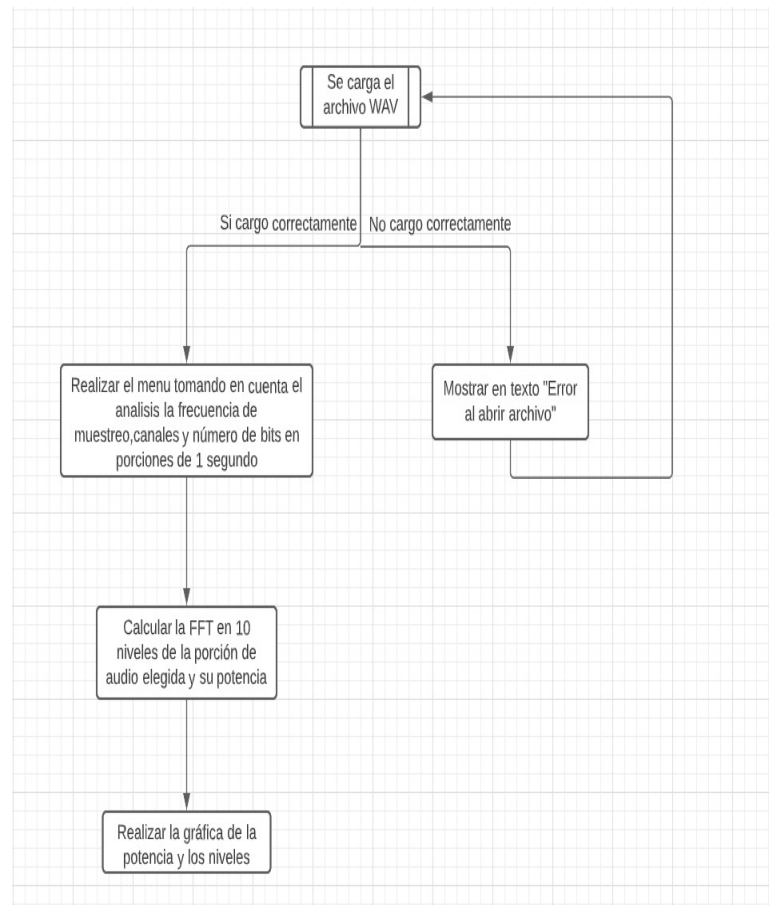 Se carga el
archivo WAV
Si cargo correctamente
No cargo correctamente
Realizar el menu tomando en cuenta el
analisis la frecuencia de
muestreo,canales y número de bits en
porciones de 1 segundo
Mostrar en texto "Error
al abrir archivo"
Calcular la FFT en 10
niveles de la porción de
audio elegida y su potencia
Realizar la gráfica de la
potencia y los niveles